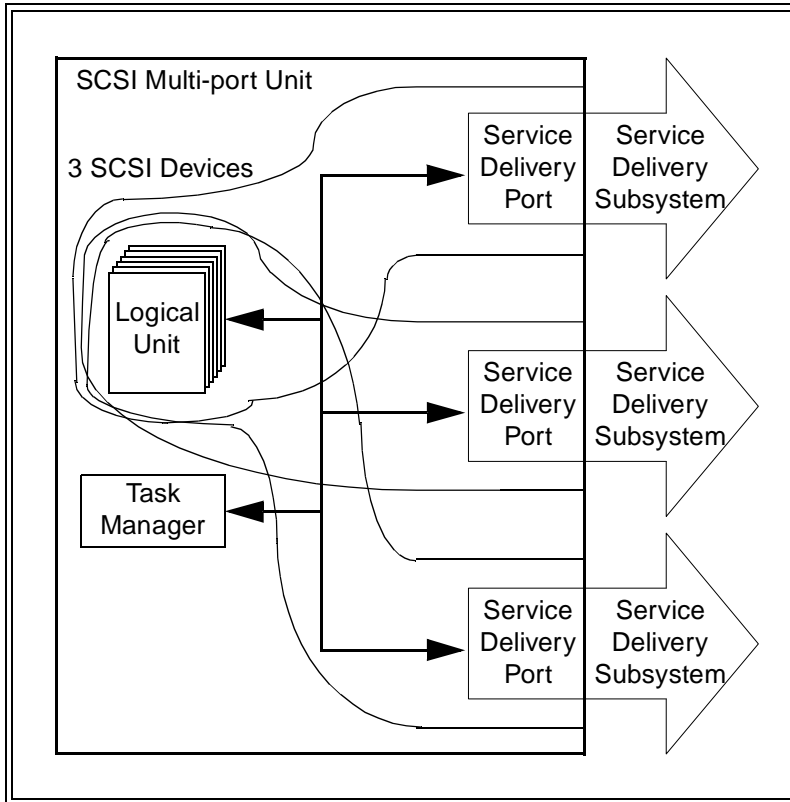 SCSI Multi-port Unit
3 SCSI Devices
Service
Delivery
Port
Service
Delivery
Subsystem
Logical
Unit
Service
Delivery
Port
Service
Delivery
Subsystem
Task
Manager
Service
Delivery
Port
Service
Delivery
Subsystem